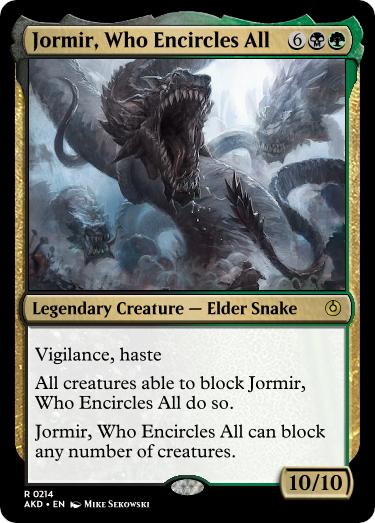 Jormir, Who Encircles All 6
Legendary Creature — Elder Snake
Vigilance, haste
All creatures able to block Jormir,
Who Encircles All do so.
Jormir, Who Encircles All can block
any number of creatures.
10/10
R 0214
AKD • EN Mike Sekowski